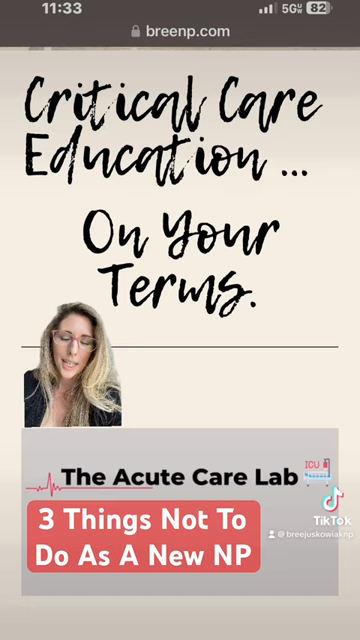 11:33
5GUW 82
breenp.com
Critical Care
Education ...
On Your
Terms.
The Acute Care Lab
ICU
3 Things Not To
Do As A New NP
TikTok
@breejuskowiaknp